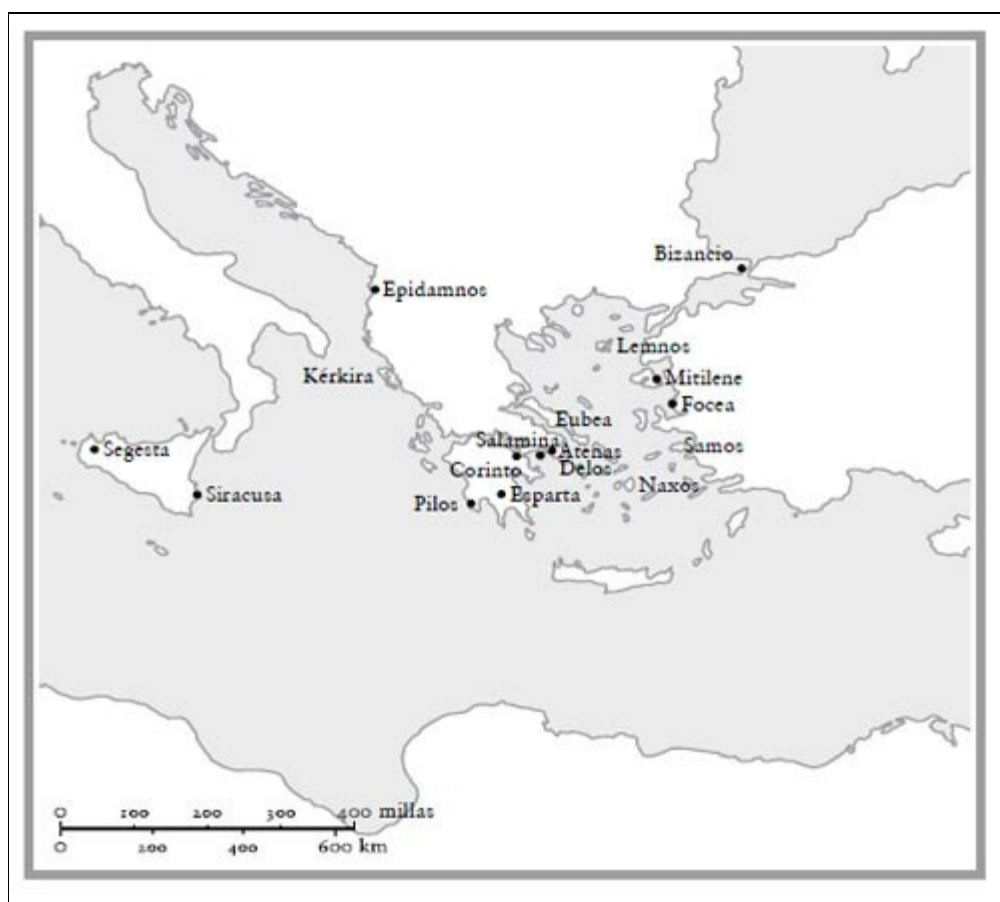 Bizancio
Epidamnos
Lemnos
Kérkira
Mitilene
Focea
Eubea
Salamina
Atenas
Samos
Segesta
Corinto
Delos
Naxos
Siracusa
Pilos
Esparta
0 100 200 300 400 millas
0 200 400 600 km